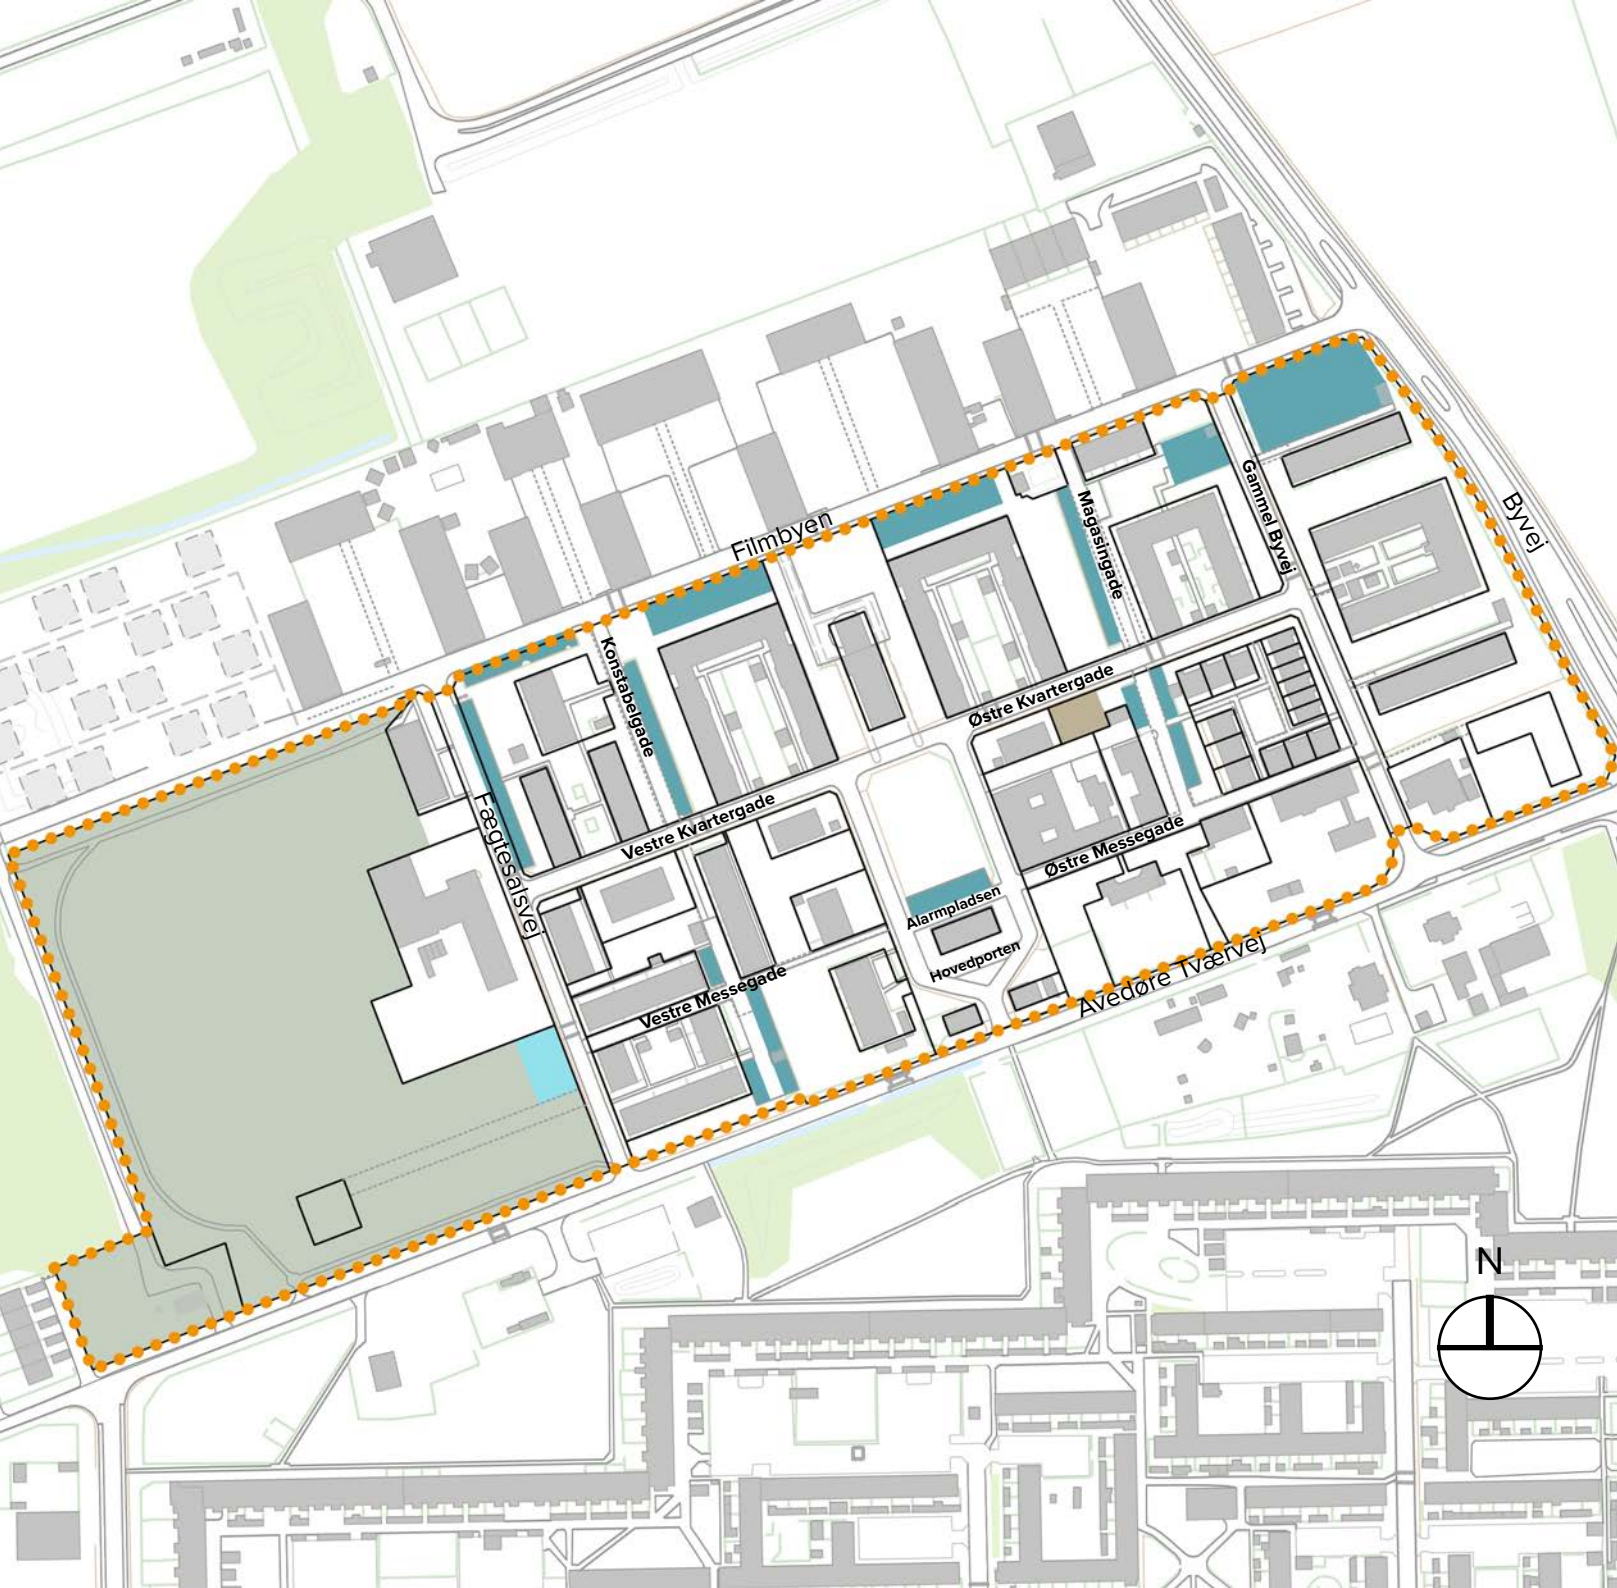 Filmbyen
Magasingade
Gammel Byvej
Byvej
Konstabelgade
Østre Kvartergade
Fægtesalsvej
Vestre Kvartergade
Østre Messegade
Alarmpladsen
Hovedporten
Vestre Messegade
Avedøre Tværvej
N